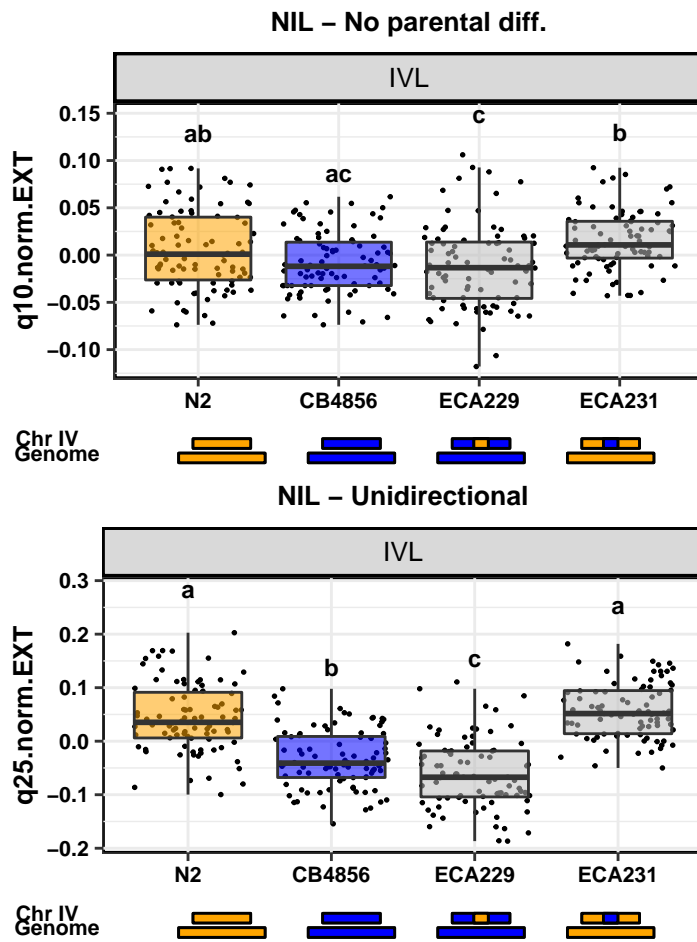 NIL − No parental diff.
IVL
q10.norm.EXT
0.15
0.10
0.05
0.00
−0.05
−0.10
ab
ac
c
b
N2 CB4856 ECA229 ECA231
Chr IV
Genome
NIL − Unidirectional
IVL
q25.norm.EXT
0.3
0.2
0.1
0.0
−0.1
−0.2
a
b
c
a
N2 CB4856 ECA229 ECA231
Chr IV
Genome